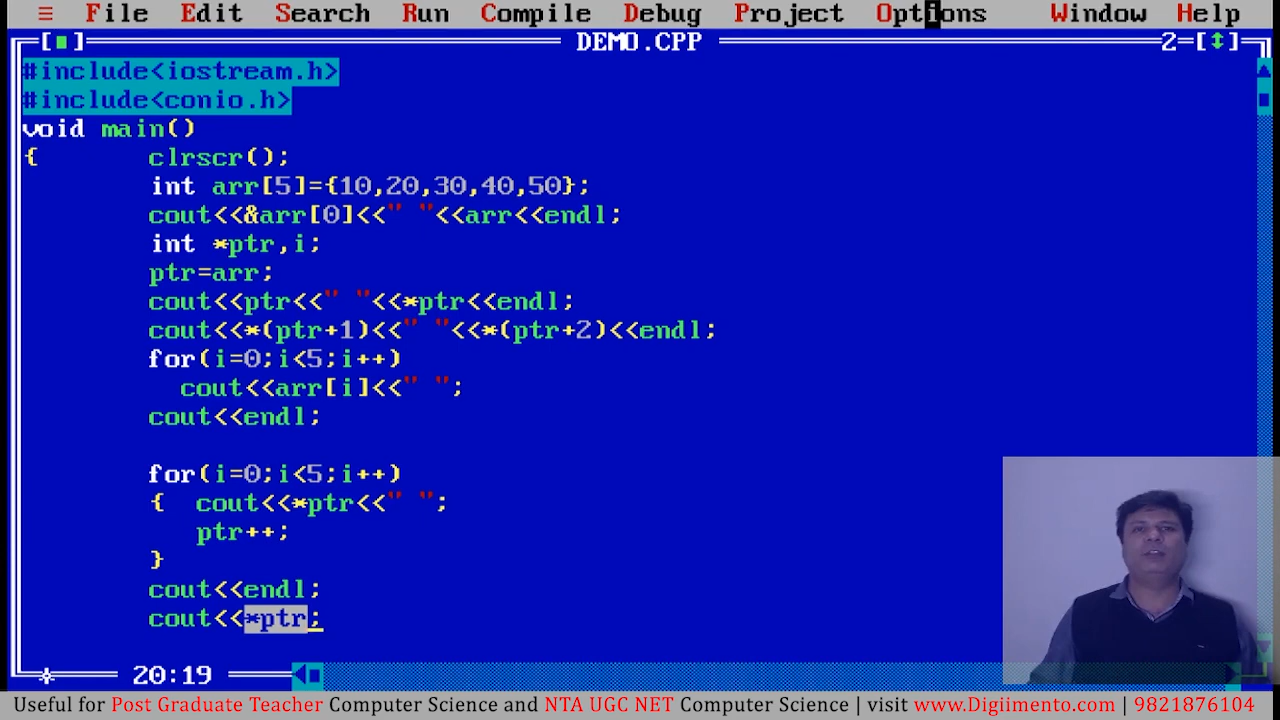 ≡ File Edit Search Run Compile Debug Project Options Window Help
[■] DEMO.CPP 2=[↕]
#include<iostream.h>
#include<conio.h>
void main()
{ clrscr();
int arr[5]={10,20,30,40,50};
cout<<&arr[0]<<" "<<arr<<endl;
int *ptr,i;
ptr=arr;
cout<<ptr<<" "<<*ptr<<endl;
cout<<*(ptr+1)<<" "<<*(ptr+2)<<endl;
for(i=0;i<5;i++)
cout<<arr[i]<<" ";
cout<<endl;
for(i=0;i<5;i++)
{ cout<<*ptr<<" ";
ptr++;
}
cout<<endl;
cout<<*ptr;
20:19
Useful for Post Graduate Teacher Computer Science and NTA UGC NET Computer Science | visit www.Digiimento.com | 9821876104